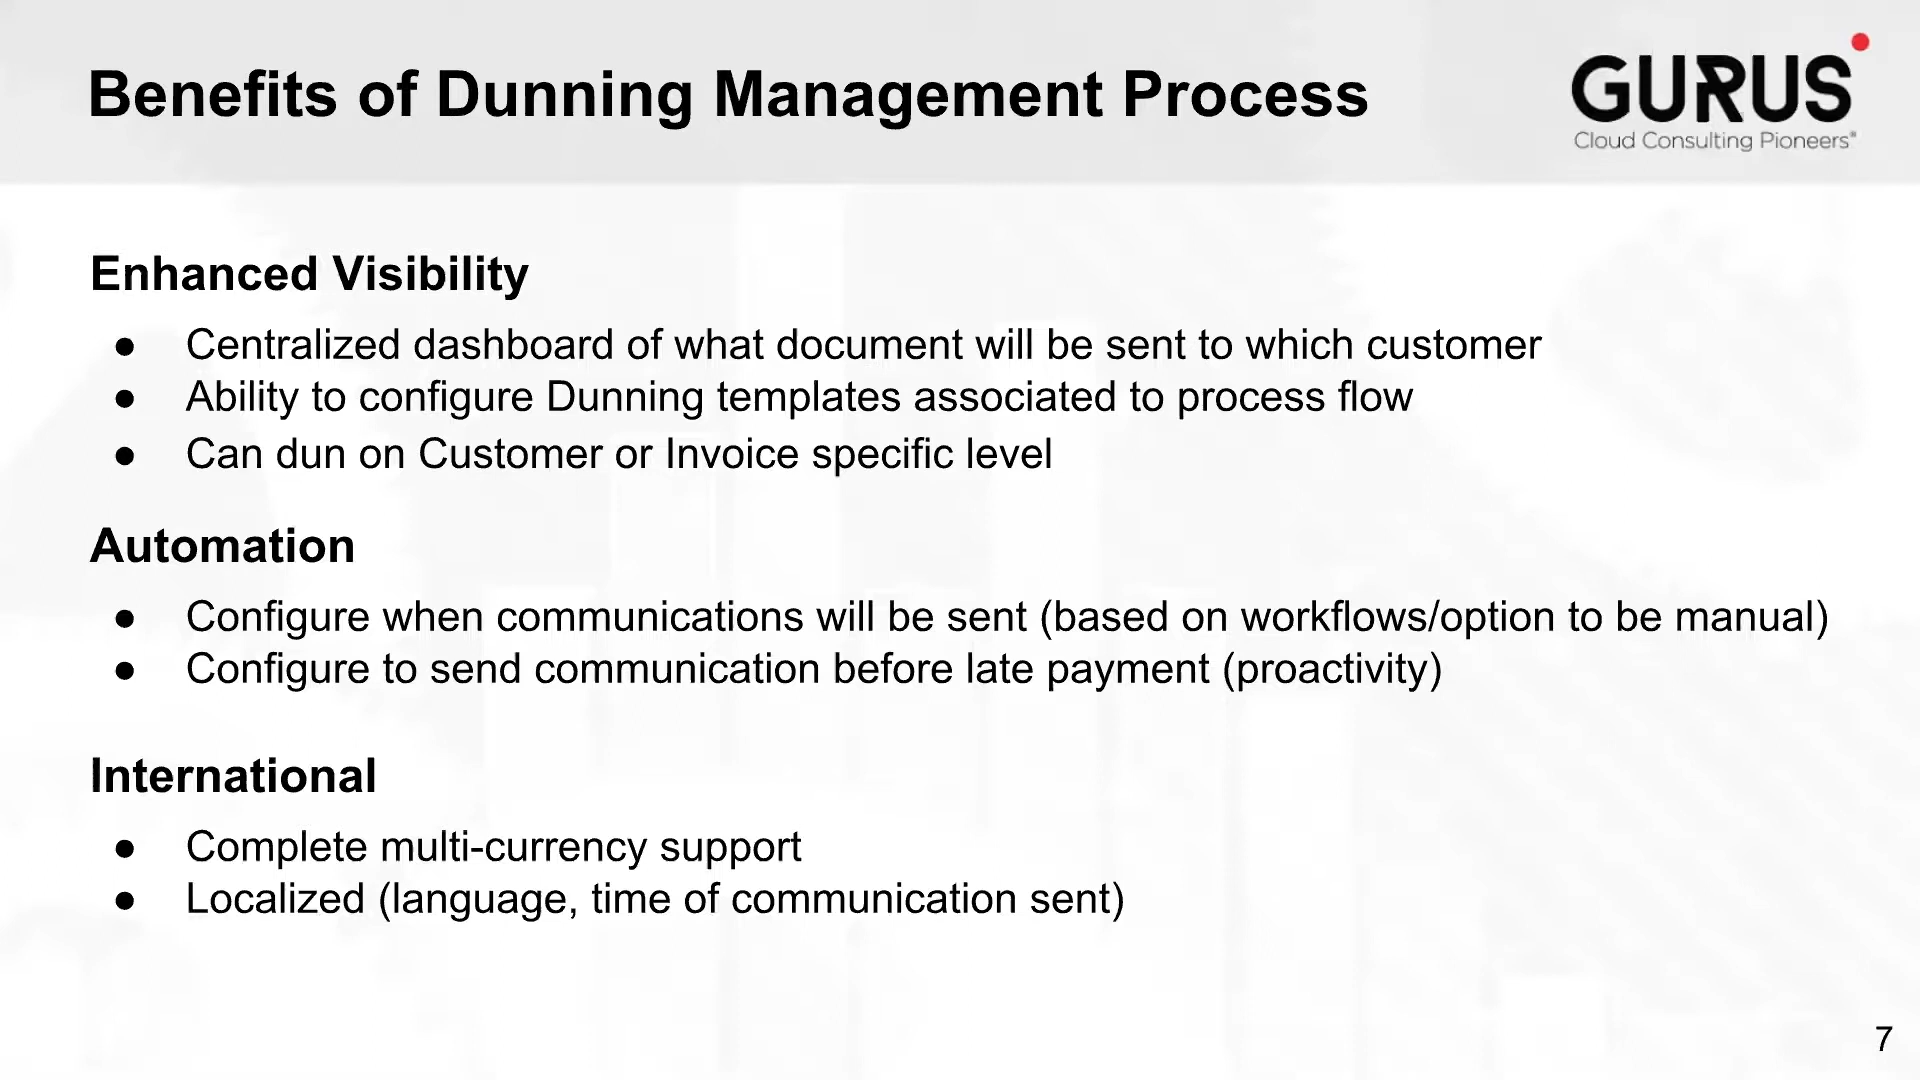 Benefits of Dunning Management Process
GURUS
Cloud Consulting Pioneers®
Enhanced Visibility
● Centralized dashboard of what document will be sent to which customer
● Ability to configure Dunning templates associated to process flow
● Can dun on Customer or Invoice specific level
Automation
● Configure when communications will be sent (based on workflows/option to be manual)
● Configure to send communication before late payment (proactivity)
International
● Complete multi-currency support
● Localized (language, time of communication sent)
7